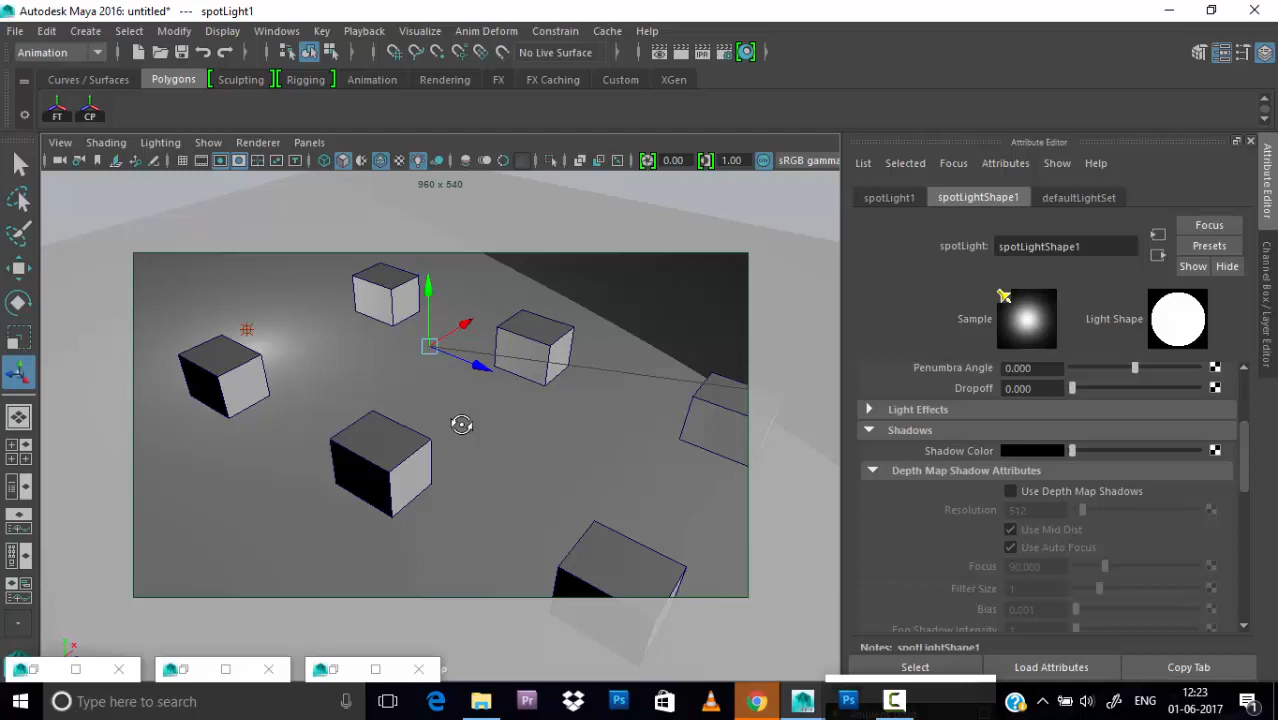 Autodesk Maya 2016: untitled*   ---   spotLight1
File Edit Create Select Modify Display Windows Key Playback Visualize Anim Deform Constrain Cache Help
Animation No Live Surface
Curves / Surfaces Polygons Sculpting Rigging Animation Rendering FX FX Caching Custom XGen
FT CP
View Shading Lighting Show Renderer Panels
0.00 1.00 sRGB gamma
960 x 540
Attribute Editor
List Selected Focus Attributes Show Help
spotLight1 spotLightShape1 defaultLightSet
Focus
spotLight: spotLightShape1
Presets
Show Hide
Sample Light Shape
Penumbra Angle 0.000
Dropoff 0.000
Light Effects
Shadows
Shadow Color
Depth Map Shadow Attributes
Use Depth Map Shadows
Resolution 512
Use Mid Dist
Use Auto Focus
Focus 90.000
Filter Size 1
Bias 0.001
Fog Shadow Intensity 1
Notes: spotLightShape1
Select Load Attributes Copy Tab
Attribute Editor
Channel Box / Layer Editor
Type here to search
ENG
12:23
01-06-2017